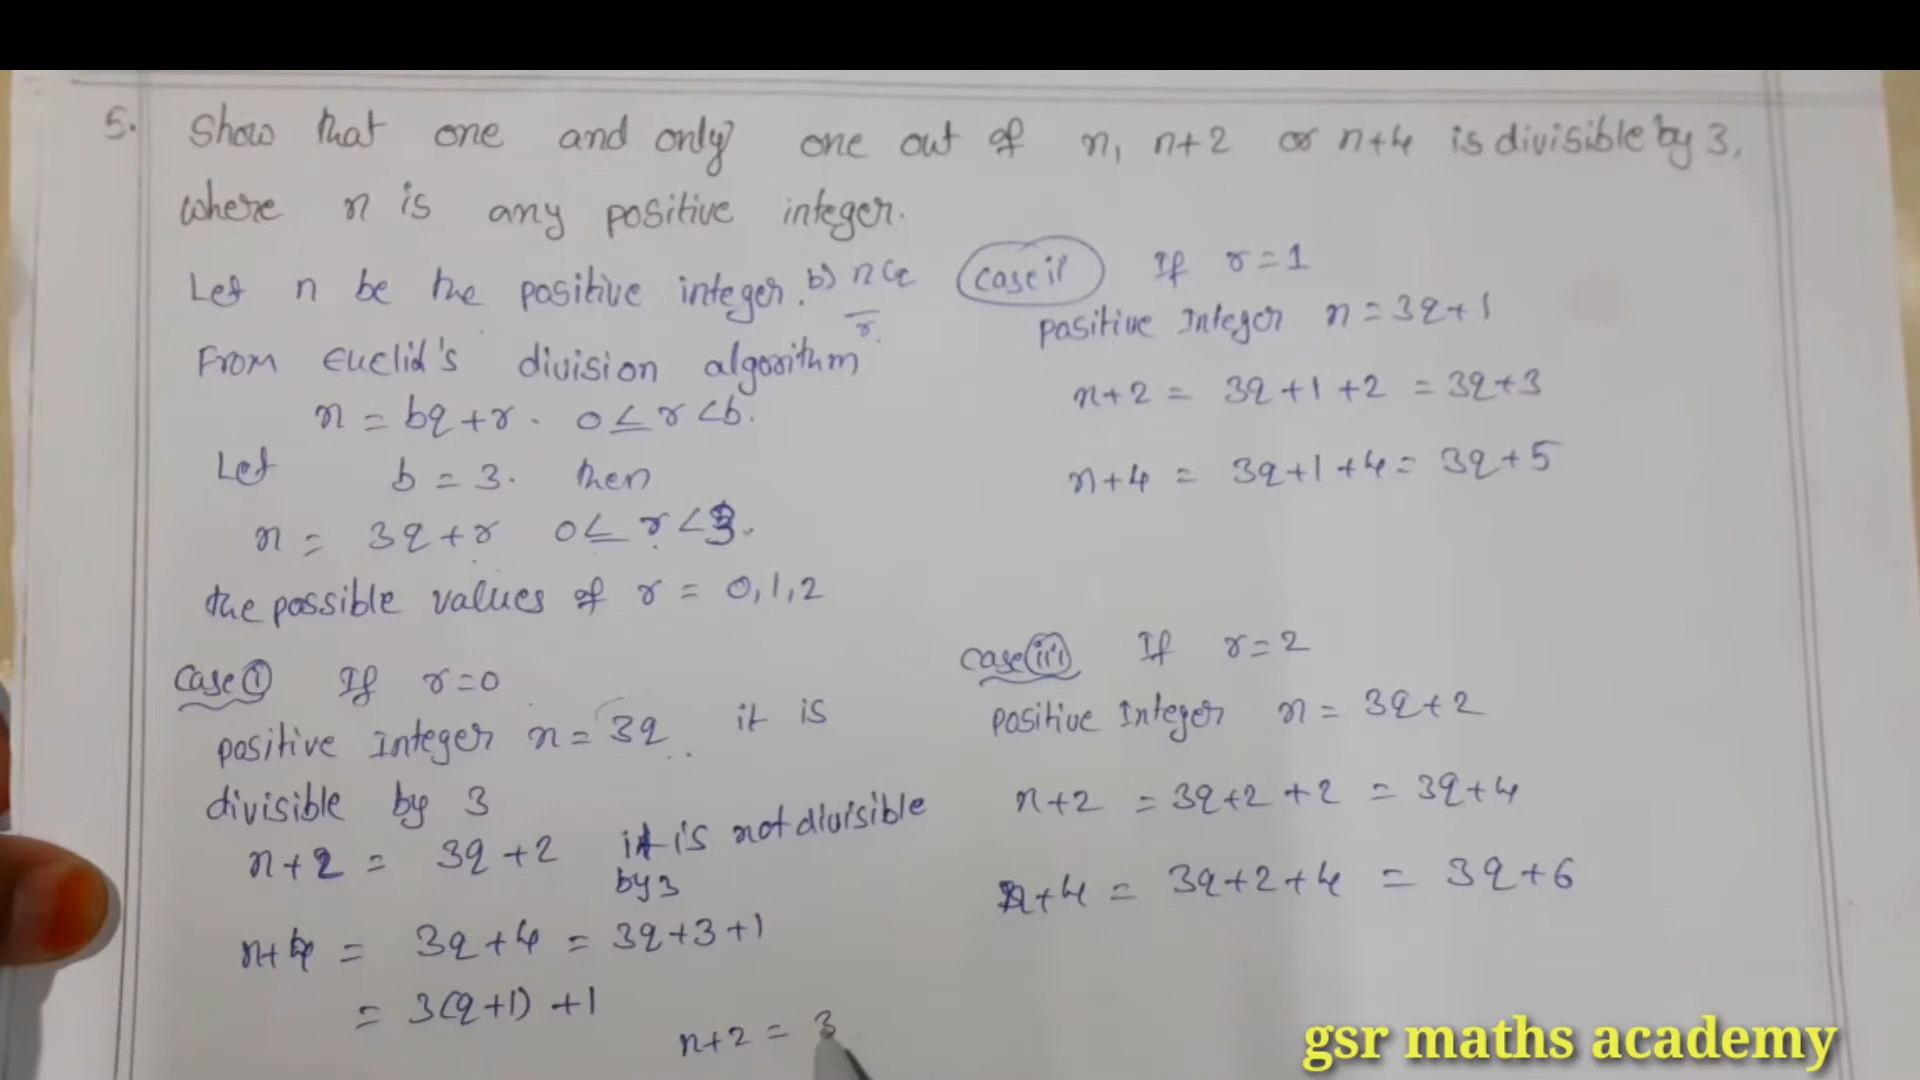 5. Show that one and only one out of n, n+2 or n+4 is divisible by 3,
where n is any positive integer.
Let n be the positive integer. b) n (q
r
From Euclid's division algorithm
n = bq+r. 0≤r<b.
Let b = 3. then
n = 3q+r 0≤r<3.
the possible values of r = 0,1,2
Case (i) If r=0
positive Integer n = 3q. it is
divisible by 3
n+2 = 3q+2 it is not divisible
by 3
n+4 = 3q+4 = 3q+3+1
= 3(q+1)+1
n+2 = 3
Case ii If r=1
positive Integer n = 3q+1
n+2 = 3q+1+2 = 3q+3
n+4 = 3q+1+4 = 3q+5
Case (iii) If r=2
positive Integer n = 3q+2
n+2 = 3q+2+2 = 3q+4
n+4 = 3q+2+4 = 3q+6
gsr maths academy